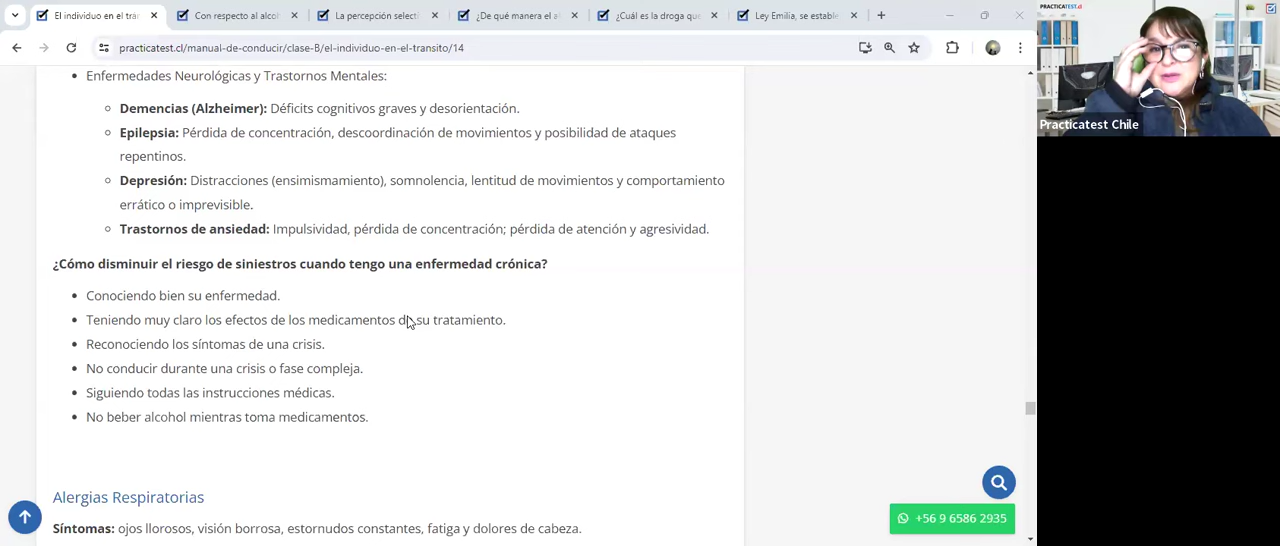 El individuo en el trán
Con respecto al alcoh
La percepción selecti
¿De qué manera el a
¿Cuál es la droga que
Ley Emilia, se estable
practicatest.cl/manual-de-conducir/clase-B/el-individuo-en-el-transito/14
PRACTICATEST.cl
Practicatest Chile
Enfermedades Neurológicas y Trastornos Mentales:
Demencias (Alzheimer): Déficits cognitivos graves y desorientación.
Epilepsia: Pérdida de concentración, descoordinación de movimientos y posibilidad de ataques
repentinos.
Depresión: Distracciones (ensimismamiento), somnolencia, lentitud de movimientos y comportamiento
errático o imprevisible.
Trastornos de ansiedad: Impulsividad, pérdida de concentración; pérdida de atención y agresividad.
¿Cómo disminuir el riesgo de siniestros cuando tengo una enfermedad crónica?
Conociendo bien su enfermedad.
Teniendo muy claro los efectos de los medicamentos de su tratamiento.
Reconociendo los síntomas de una crisis.
No conducir durante una crisis o fase compleja.
Siguiendo todas las instrucciones médicas.
No beber alcohol mientras toma medicamentos.
Alergias Respiratorias
Síntomas: ojos llorosos, visión borrosa, estornudos constantes, fatiga y dolores de cabeza.
+56 9 6586 2935